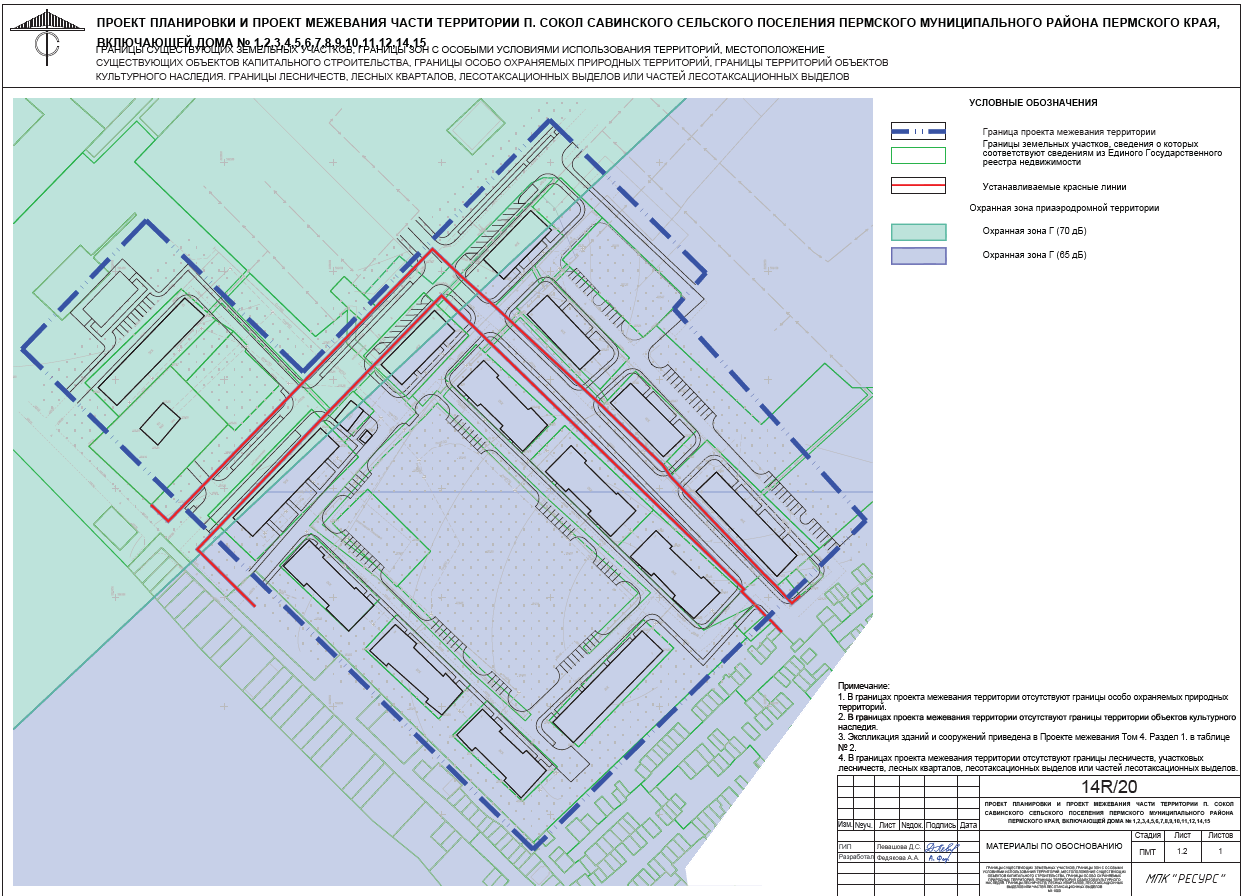 ПРОЕКТ ПЛАНИРОВКИ И ПРОЕКТ МЕЖЕВАНИЯ ЧАСТИ ТЕРРИТОРИИ П. СОКОЛ САВИНСКОГО СЕЛЬСКОГО ПОСЕЛЕНИЯ ПЕРМСКОГО МУНИЦИПАЛЬНОГО РАЙОНА ПЕРМСКОГО КРАЯ,
ВКЛЮЧАЮЩЕЙ ДОМА № 1,2,3,4,5,6,7,8,9,10,11,12,14,15
ГРАНИЦЫ СУЩЕСТВУЮЩИХ ЗЕМЕЛЬНЫХ УЧАСТКОВ, ГРАНИЦЫ ЗОН С ОСОБЫМИ УСЛОВИЯМИ ИСПОЛЬЗОВАНИЯ ТЕРРИТОРИЙ, МЕСТОПОЛОЖЕНИЕ
СУЩЕСТВУЮЩИХ ОБЪЕКТОВ КАПИТАЛЬНОГО СТРОИТЕЛЬСТВА, ГРАНИЦЫ ОСОБО ОХРАНЯЕМЫХ ПРИРОДНЫХ ТЕРРИТОРИЙ, ГРАНИЦЫ ТЕРРИТОРИЙ ОБЪЕКТОВ
КУЛЬТУРНОГО НАСЛЕДИЯ. ГРАНИЦЫ ЛЕСНИЧЕСТВ, ЛЕСНЫХ КВАРТАЛОВ, ЛЕСОТАКСАЦИОННЫХ ВЫДЕЛОВ ИЛИ ЧАСТЕЙ ЛЕСОТАКСАЦИОННЫХ ВЫДЕЛОВ
УСЛОВНЫЕ ОБОЗНАЧЕНИЯ
Граница проекта межевания территории
Границы земельных участков, сведения о которых
соответствуют сведениям из Единого Государственного
реестра недвижимости
Устанавливаемые красные линии
Охранная зона приаэродромной территории
Охранная зона Г (70 дБ)
Охранная зона Г (65 дБ)
Примечание:
1. В границах проекта межевания территории отсутствуют границы особо охраняемых природных
территорий.
2. В границах проекта межевания территории отсутствуют границы территории объектов культурного
наследия.
3. Экспликация зданий и сооружений приведена в Проекте межевания Том 4. Раздел 1. в таблице
№ 2.
4. В границах проекта межевания территории отсутствуют границы лесничеств, участковых
лесничеств, лесных кварталов, лесотаксационных выделов или частей лесотаксационных выделов.
14R/20
ПРОЕКТ ПЛАНИРОВКИ И ПРОЕКТ МЕЖЕВАНИЯ ЧАСТИ ТЕРРИТОРИИ П. СОКОЛ
САВИНСКОГО СЕЛЬСКОГО ПОСЕЛЕНИЯ ПЕРМСКОГО МУНИЦИПАЛЬНОГО РАЙОНА
ПЕРМСКОГО КРАЯ, ВКЛЮЧАЮЩЕЙ ДОМА № 1,2,3,4,5,6,7,8,9,10,11,12,14,15
Изм. №уч. Лист №док. Подпись Дата
ГИП Левашова Д.С.
Разработал Федякова А.А.
МАТЕРИАЛЫ ПО ОБОСНОВАНИЮ
Стадия Лист Листов
ПМТ 1.2 1
МПК "РЕСУРС"